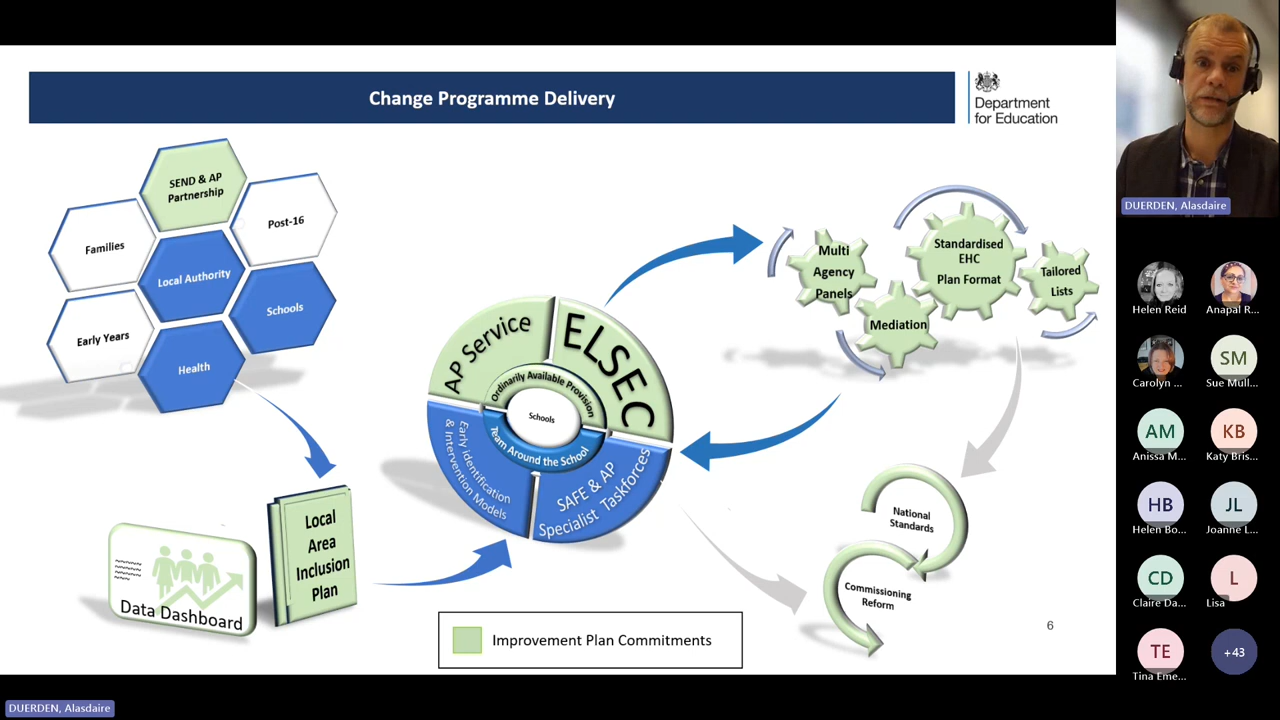 Change Programme Delivery
Department
for Education
SEND & AP
Partnership
Families
Post-16
Local Authority
Early Years
Schools
Health
Data Dashboard
Local
Area
Inclusion
Plan
AP Service
ELSEC
Ordinarily Available Provision
Schools
Team Around the School
Early identification
& Intervention Models
SAFE & AP
Specialist Taskforces
Multi
Agency
Panels
Mediation
Standardised
EHC
Plan Format
Tailored
Lists
National
Standards
Commissioning
Reform
Improvement Plan Commitments
6
DUERDEN, Alasdaire
Helen Reid
Anapal R...
Carolyn ...
SM
Sue Mull...
AM
Anissa M...
KB
Katy Bris...
HB
Helen Bo...
JL
Joanne L...
CD
Claire Da...
L
Lisa
TE
Tina Eme...
+43
DUERDEN, Alasdaire